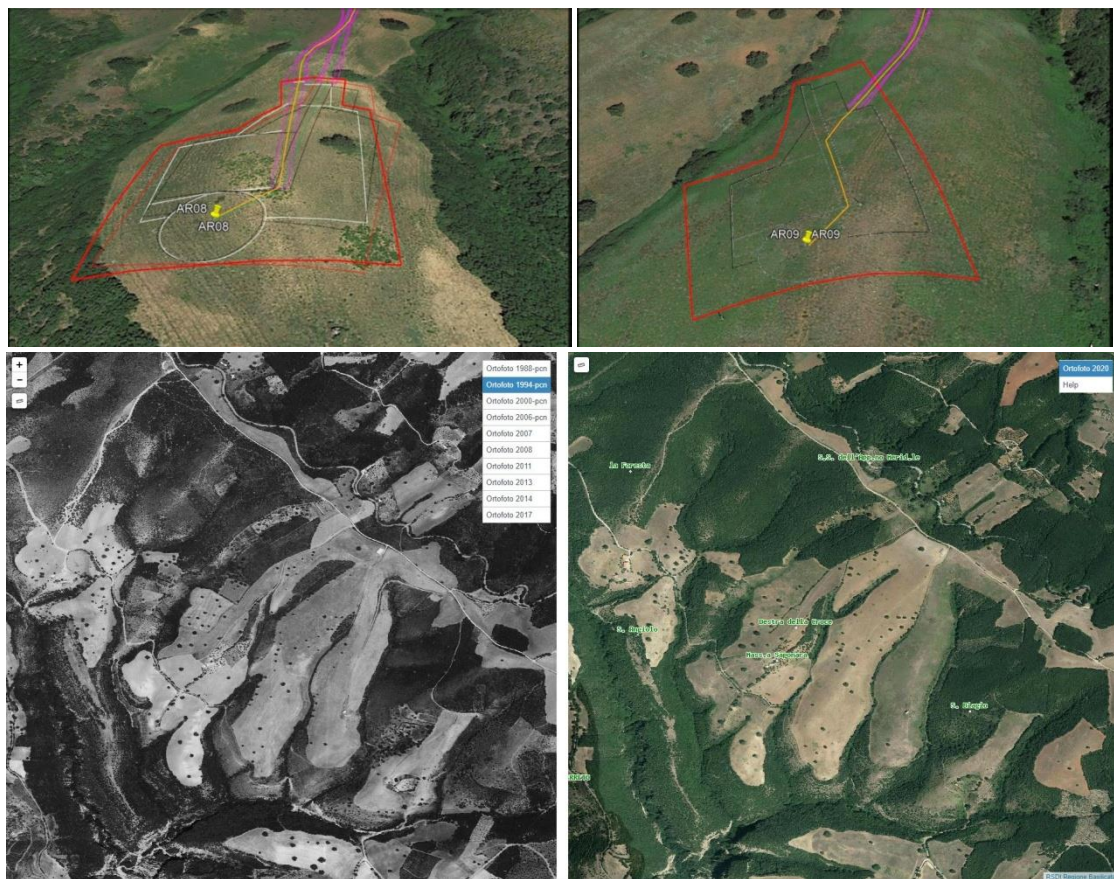 AR08
AR08
AR09 AR09
+
−
Ortofoto 1988-pcn
Ortofoto 1994-pcn
Ortofoto 2000-pcn
Ortofoto 2006-pcn
Ortofoto 2007
Ortofoto 2008
Ortofoto 2011
Ortofoto 2013
Ortofoto 2014
Ortofoto 2017
Ortofoto 2020
Help
la Foresta
S. Angiolo
Destra della Croce
S. Biagio
RSDI Regione Basilicata